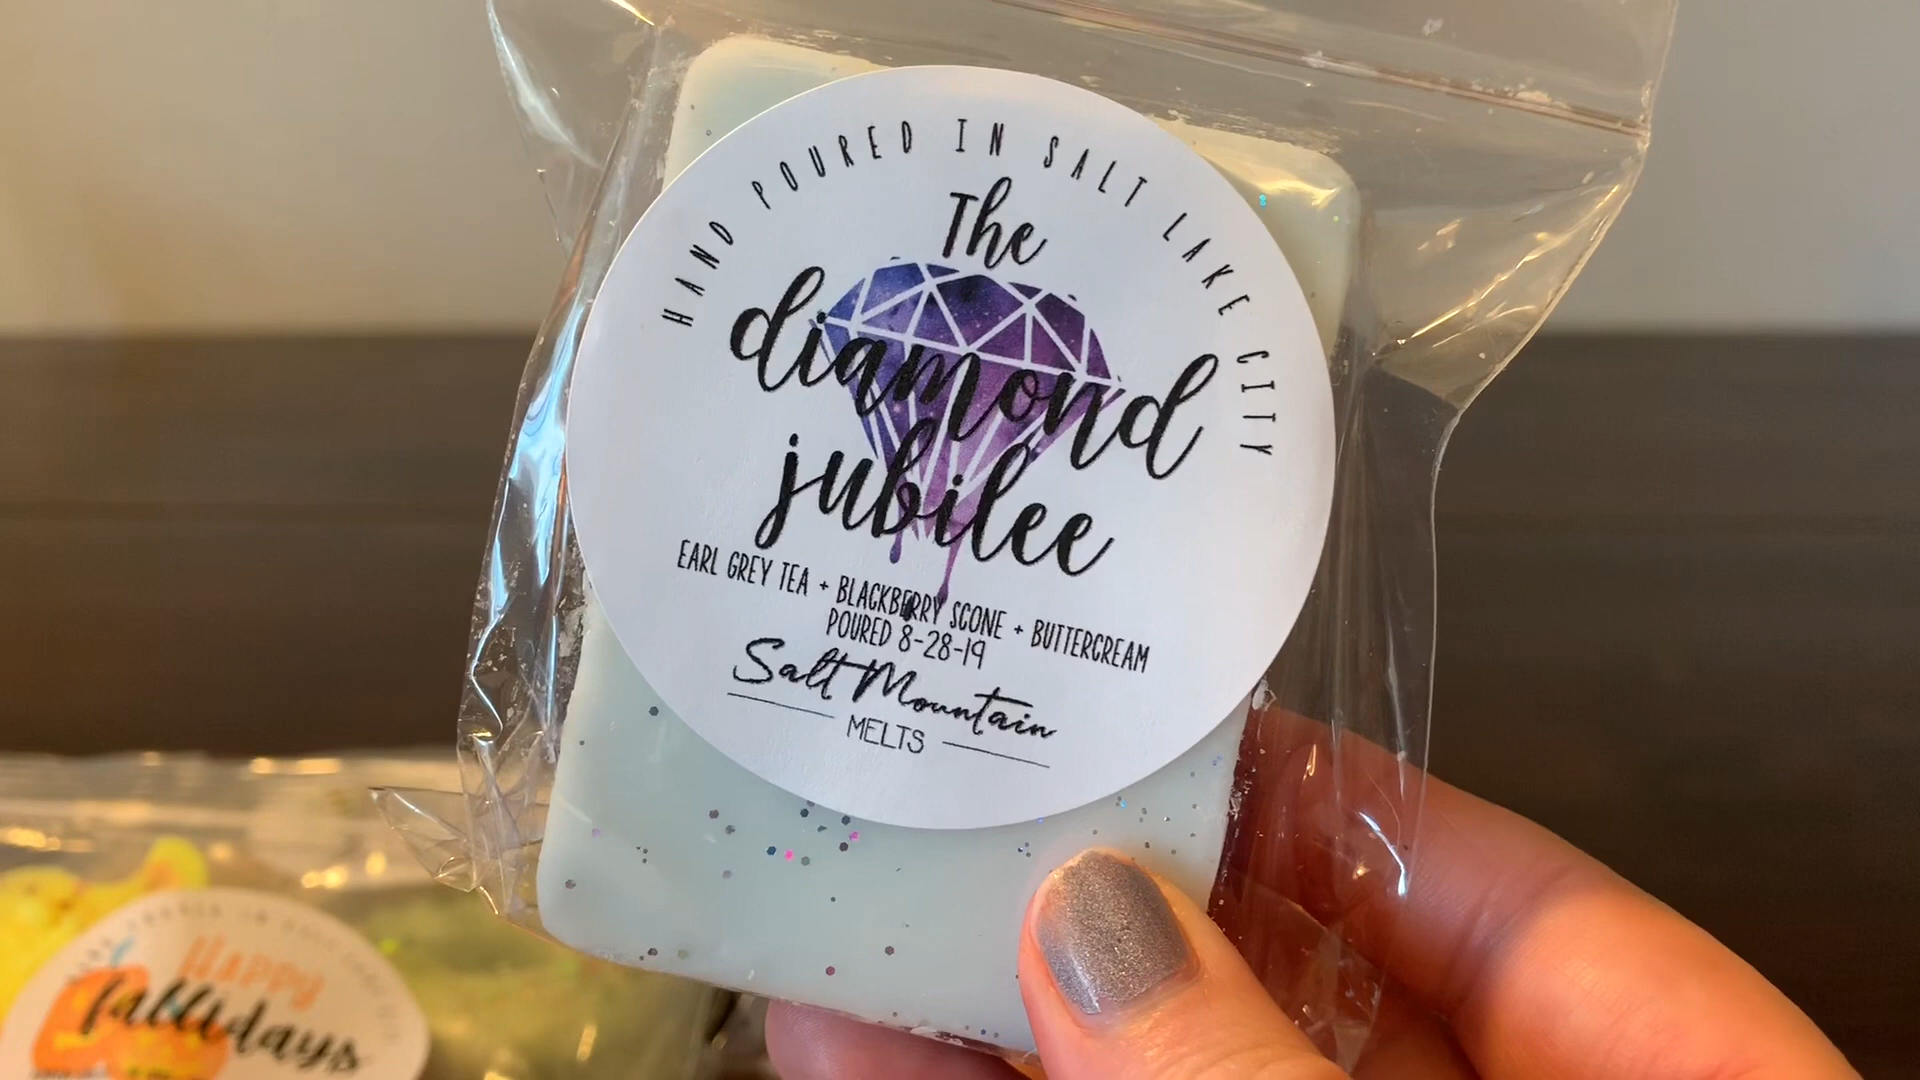 HAND POURED IN SALT LAKE CITY
The
diamond
jubilee
EARL GREY TEA + BLACKBERRY SCONE + BUTTERCREAM
POURED 8-28-19
Salt Mountain
MELTS
HAPPY
fallidays